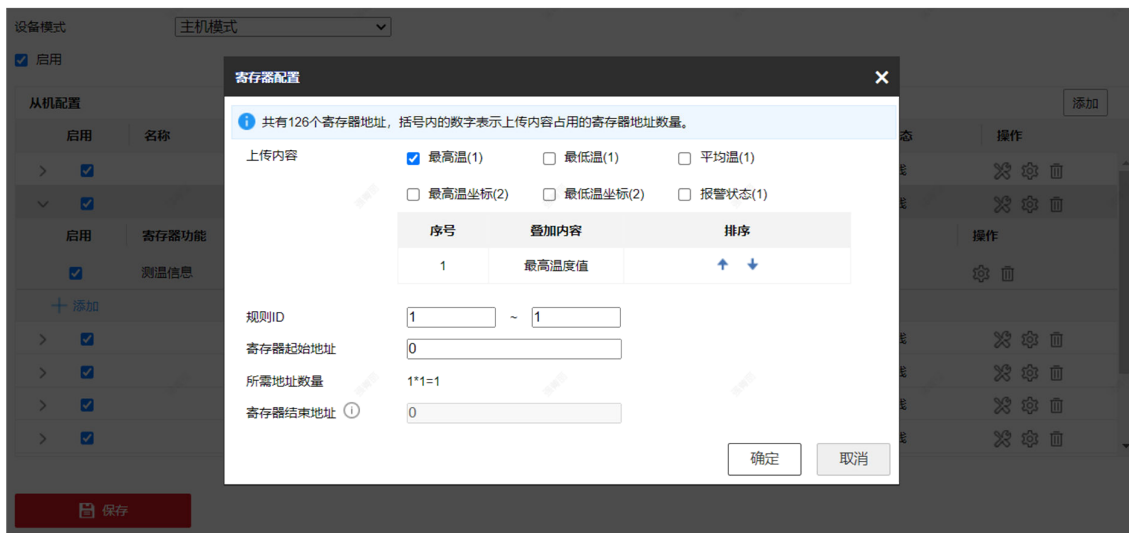 设备模式 主机模式
启用
寄存器配置
从机配置 添加
共有126个寄存器地址，括号内的数字表示上传内容占用的寄存器地址数量。
启用 名称 态 操作
上传内容 最高温(1) 最低温(1) 平均温(1)
最高温坐标(2) 最低温坐标(2) 报警状态(1)
序号 叠加内容 排序
启用 寄存器功能 操作
1 最高温度值
测温信息
添加
规则ID 1 ~ 1
寄存器起始地址 0
所需地址数量 1*1=1
寄存器结束地址 0
确定 取消
保存